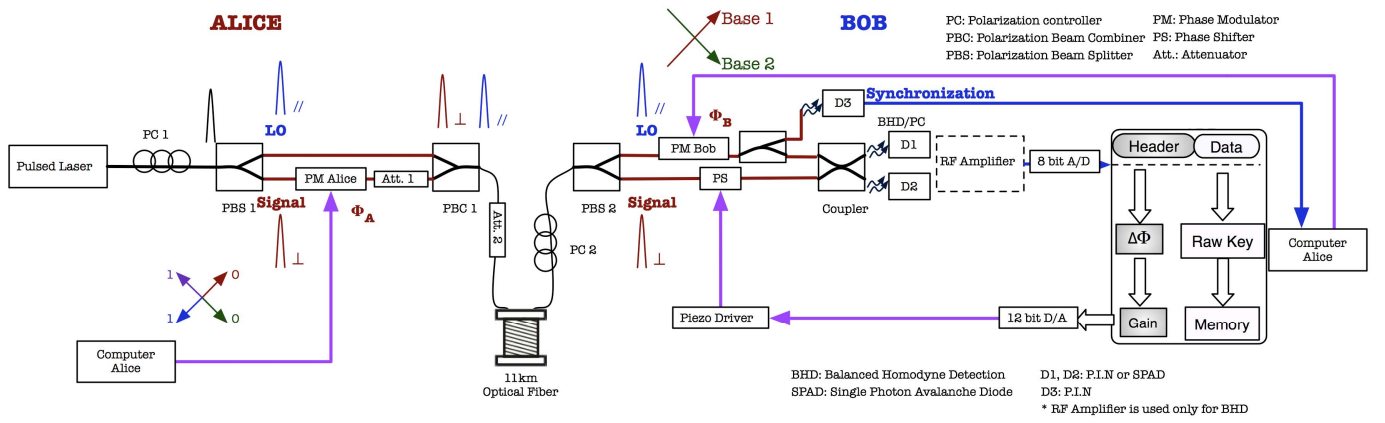 ALICE
Base 1
Base 2
BOB
PC: Polarization controller
PM: Phase Modulator
PBC: Polarization Beam Combiner
PS: Phase Shifter
PBS: Polarization Beam Splitter
Att.: Attenuator
Pulsed Laser
PC 1
//
LO
PBS 1
PM Alice
Att. 1
Signal
ΦA
⊥
⊥
//
PBC 1
Att. 2
11km
Optical Fiber
PC 2
PBS 2
//
LO
ΦB
PM Bob
PS
Signal
⊥
D3
Synchronization
BHD/PC
D1
D2
Coupler
RF Amplifier
8 bit A/D
Header
Data
ΔΦ
Raw Key
Gain
Memory
Computer
Alice
1
0
1
0
Computer
Alice
Piezo Driver
12 bit D/A
BHD: Balanced Homodyne Detection
SPAD: Single Photon Avalanche Diode
D1, D2: P.I.N or SPAD
D3: P.I.N
* RF Amplifier is used only for BHD